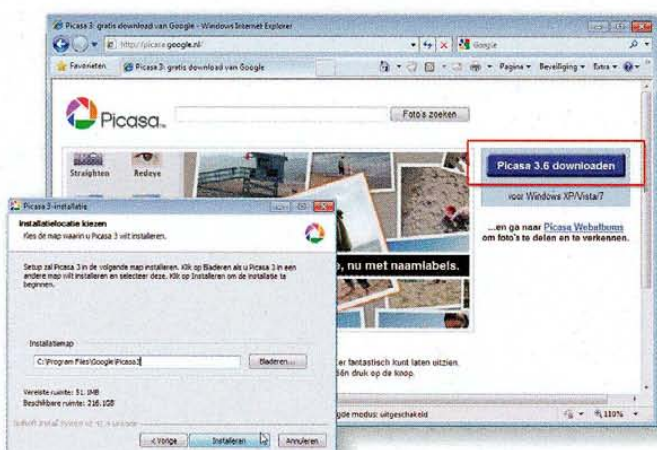 Picasa 3: gratis download van Google - Windows Internet Explorer
http://picasa.google.nl/
Google
Favorieten
Picasa 3: gratis download van Google
Pagina
Beveiliging
Extra
Picasa
Foto's zoeken
Straighten
Redeye
Picasa 3.6 downloaden
voor Windows XP/Vista/7
...en ga naar Picasa Webalbums
om foto's te delen en te verkennen.
, nu met naamlabels.
er fantastisch kunt laten uitzien.
één druk op de knop.
gde modus: uitgeschakeld
110%
Picasa 3-installatie
Installatielocatie kiezen
Kies de map waarin u Picasa 3 wilt installeren.
Setup zal Picasa 3 in de volgende map installeren. Klik op Bladeren als u Picasa 3 in een
andere map wilt installeren en selecteer deze. Klik op Installeren om de installatie te
beginnen.
Installatiemap
C:\Program Files\Google\Picasa3
Bladeren...
Vereiste ruimte: 51.1MB
Beschikbare ruimte: 216.1GB
< Vorige
Installeren
Annuleren